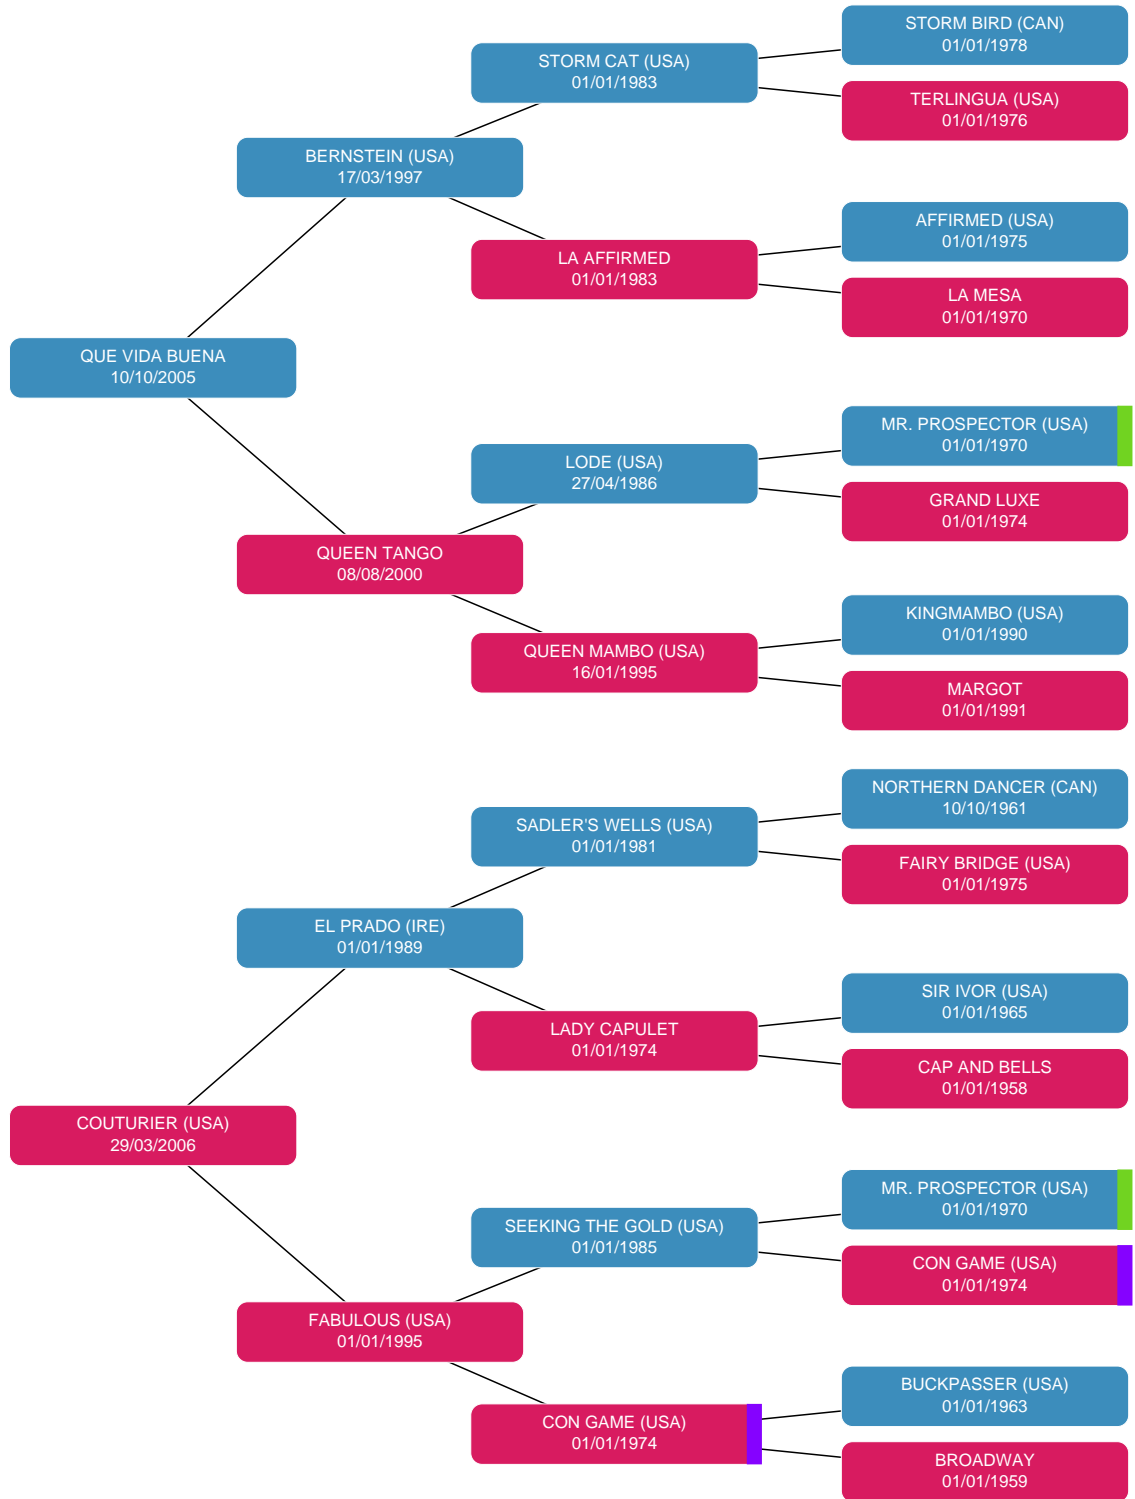 STORM BIRD (CAN)
01/01/1978
STORM CAT (USA)
01/01/1983
TERLINGUA (USA)
01/01/1976
BERNSTEIN (USA)
17/03/1997
AFFIRMED (USA)
01/01/1975
LA AFFIRMED
01/01/1983
LA MESA
01/01/1970
QUE VIDA BUENA
10/10/2005
MR. PROSPECTOR (USA)
01/01/1970
LODE (USA)
27/04/1986
GRAND LUXE
01/01/1974
QUEEN TANGO
08/08/2000
KINGMAMBO (USA)
01/01/1990
QUEEN MAMBO (USA)
16/01/1995
MARGOT
01/01/1991
NORTHERN DANCER (CAN)
10/10/1961
SADLER'S WELLS (USA)
01/01/1981
FAIRY BRIDGE (USA)
01/01/1975
EL PRADO (IRE)
01/01/1989
SIR IVOR (USA)
01/01/1965
LADY CAPULET
01/01/1974
CAP AND BELLS
01/01/1958
COUTURIER (USA)
29/03/2006
MR. PROSPECTOR (USA)
01/01/1970
SEEKING THE GOLD (USA)
01/01/1985
CON GAME (USA)
01/01/1974
FABULOUS (USA)
01/01/1995
BUCKPASSER (USA)
01/01/1963
CON GAME (USA)
01/01/1974
BROADWAY
01/01/1959